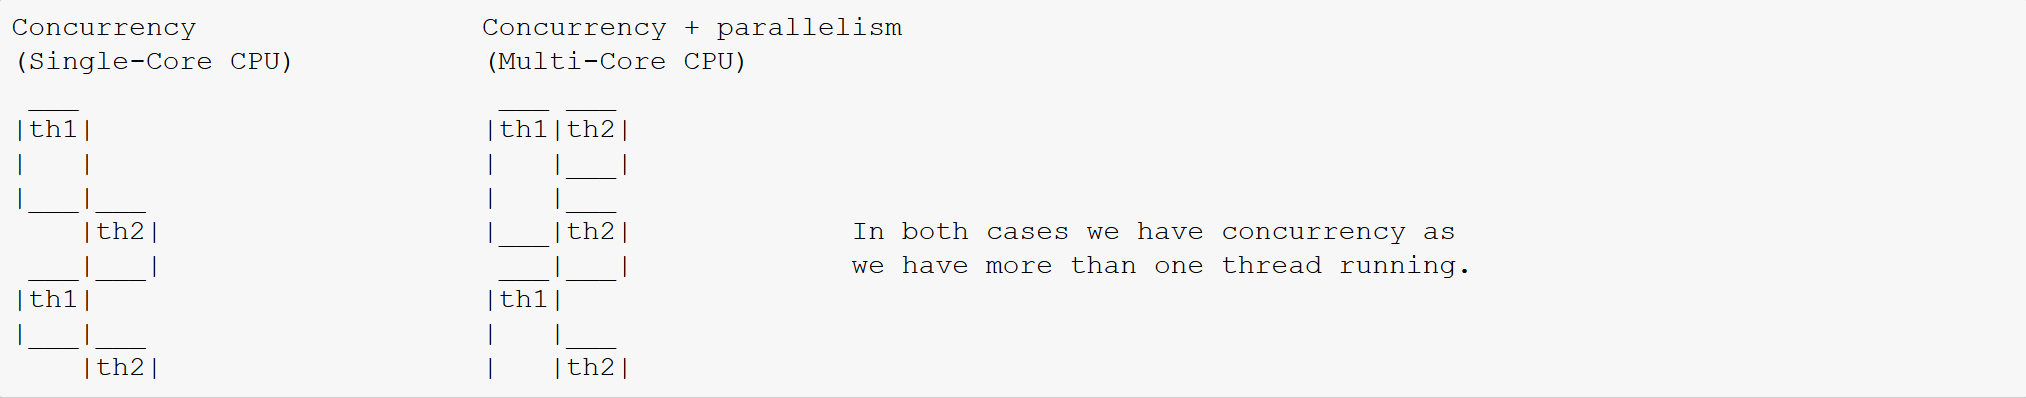 Concurrency                 Concurrency + parallelism
(Single-Core CPU)           (Multi-Core CPU)
 ___                         ___ ___
|th1|                       |th1|th2|
|   |                       |   |___|
|___|___                    |   |___
    |th2|                   |___|th2|             In both cases we have concurrency as
 ___|___|                    ___|___|             we have more than one thread running.
|th1|                       |th1|
|___|___                    |   |___
    |th2|                   |   |th2|